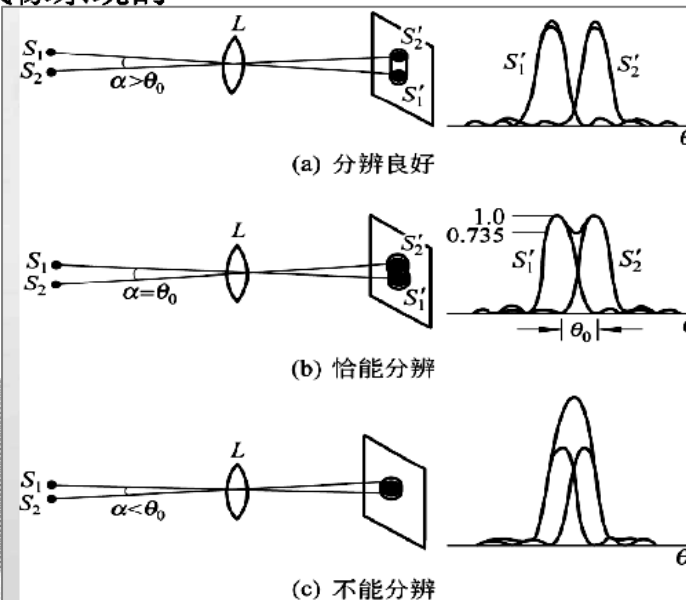 L
S₁
S₂
α>θ₀
S₂′
S₁′
S₁′
S₂′
θ
(a) 分辨良好
L
S₁
S₂
α=θ₀
S₂′
S₁′
1.0
0.735
S₁′
S₂′
θ₀
(b) 恰能分辨
L
S₁
S₂
α<θ₀
θ
(c) 不能分辨